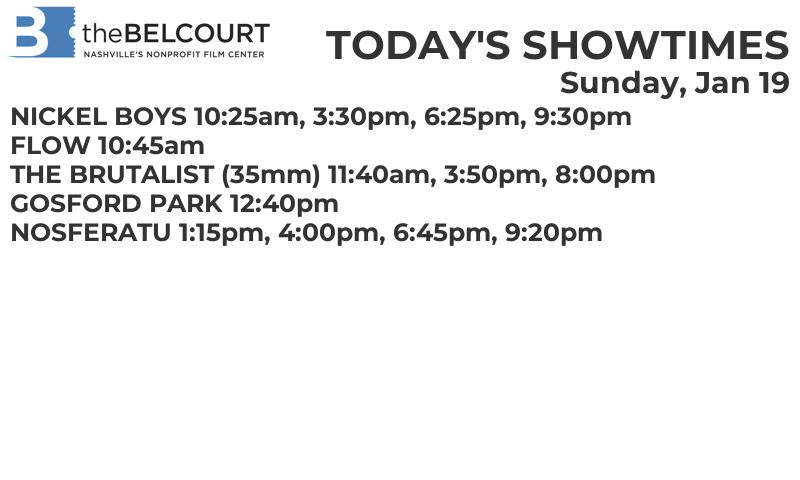 B theBELCOURT
NASHVILLE'S NONPROFIT FILM CENTER
TODAY'S SHOWTIMES
Sunday, Jan 19
NICKEL BOYS 10:25am, 3:30pm, 6:25pm, 9:30pm
FLOW 10:45am
THE BRUTALIST (35mm) 11:40am, 3:50pm, 8:00pm
GOSFORD PARK 12:40pm
NOSFERATU 1:15pm, 4:00pm, 6:45pm, 9:20pm